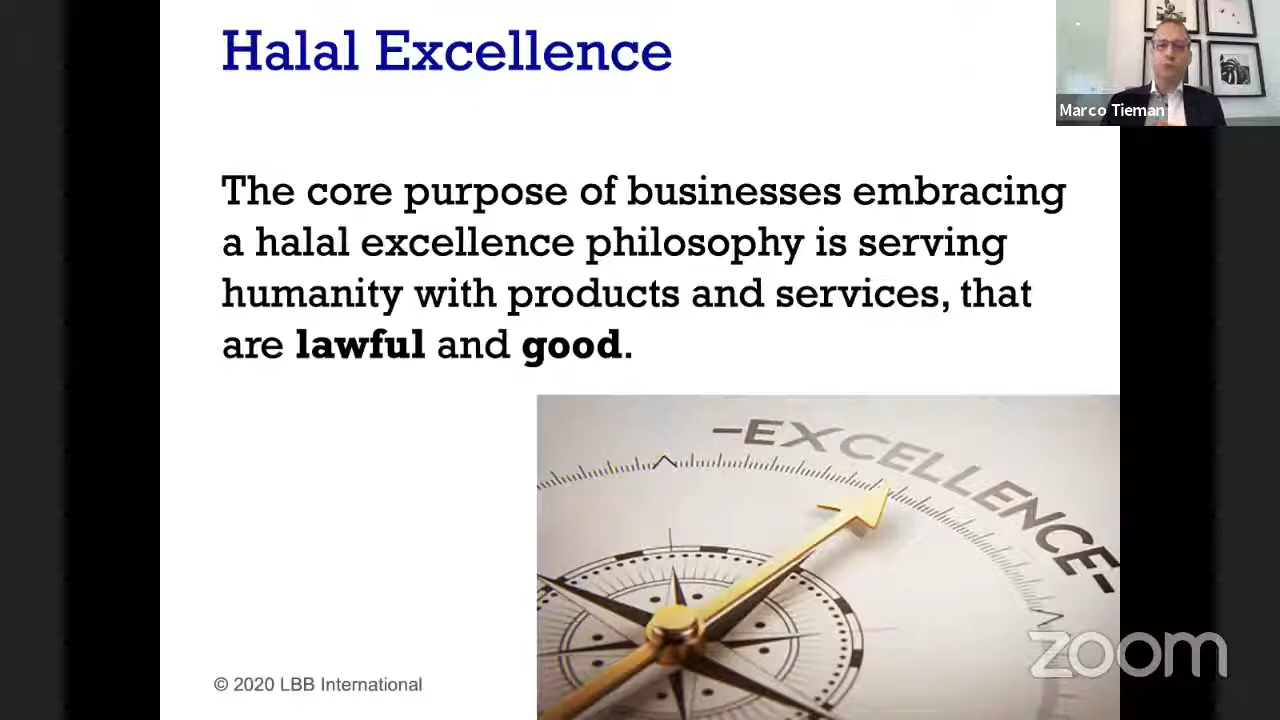 Halal Excellence
Marco Tieman
The core purpose of businesses embracing
a halal excellence philosophy is serving
humanity with products and services, that
are lawful and good.
-EXCELLENCE-
zoom
© 2020 LBB International